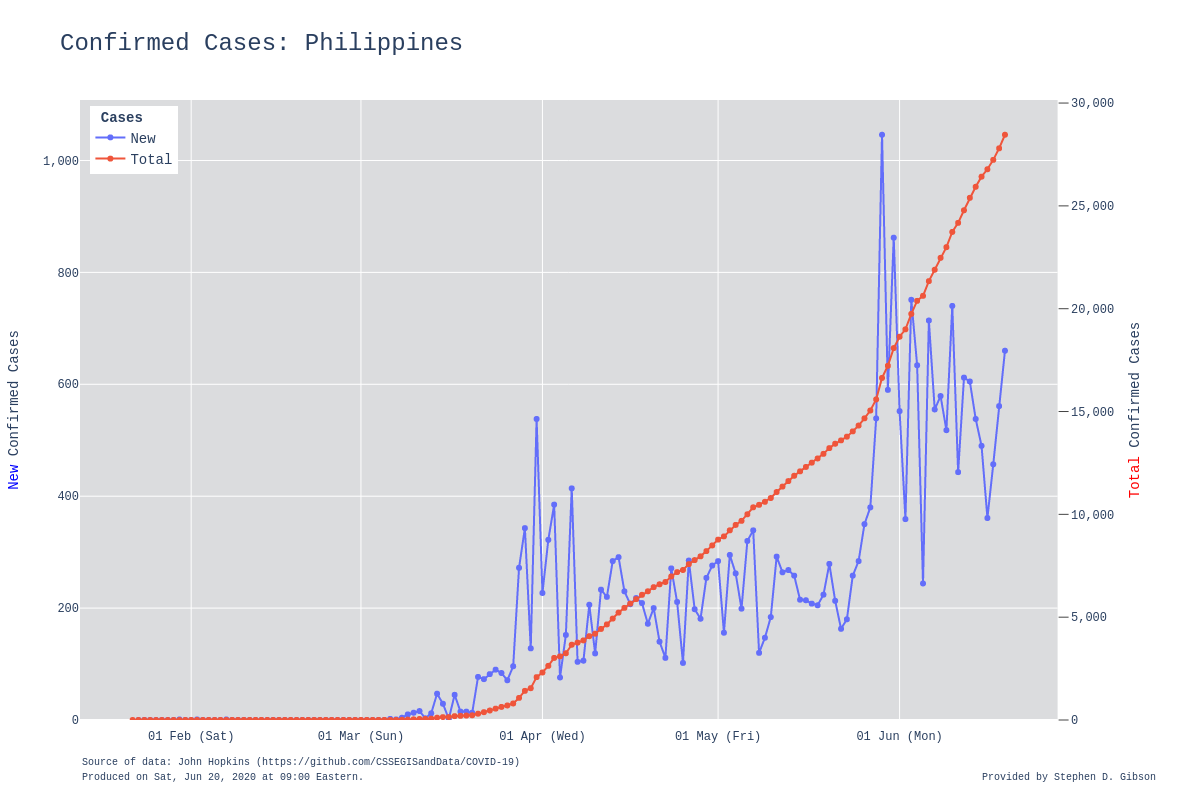 Confirmed Cases: Philippines
Cases
New
Total
30,000
25,000
20,000
15,000
10,000
5,000
0
1,000
800
600
400
200
0
New Confirmed Cases
Total Confirmed Cases
01 Feb (Sat)
01 Mar (Sun)
01 Apr (Wed)
01 May (Fri)
01 Jun (Mon)
Source of data: John Hopkins (https://github.com/CSSEGISandData/COVID-19)
Produced on Sat, Jun 20, 2020 at 09:00 Eastern.
Provided by Stephen D. Gibson